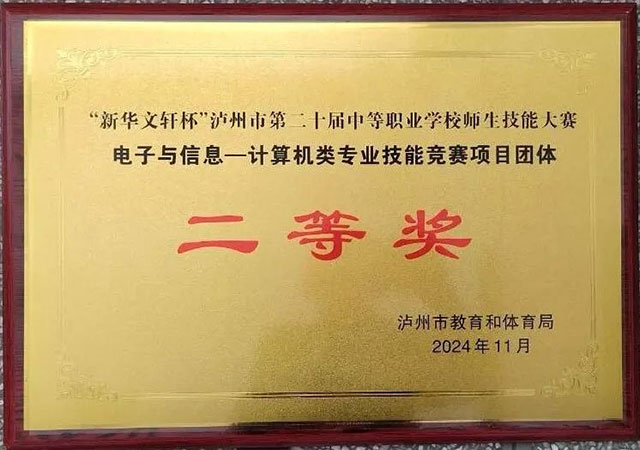 “新华文轩杯”泸州市第二十届中等职业学校师生技能大赛
电子与信息—计算机类专业技能竞赛项目团体
二等奖
泸州市教育和体育局
2024年11月